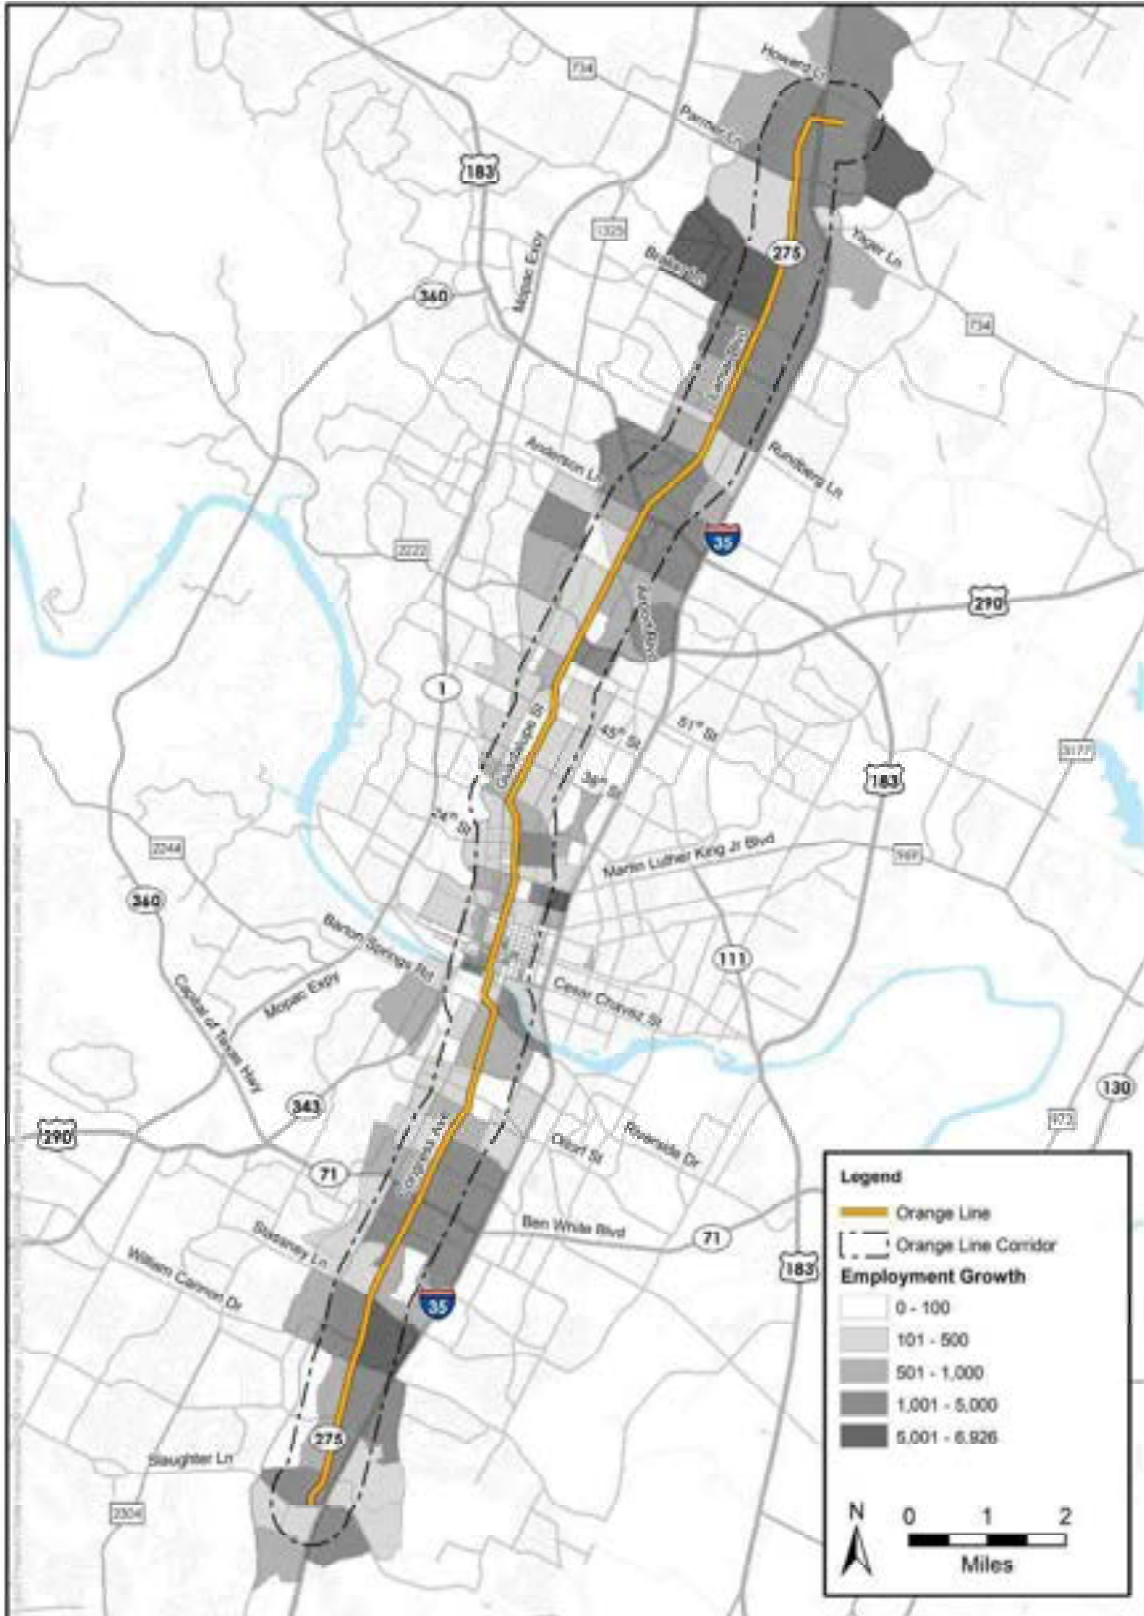 Howard Ln
734
Parmer Ln
183
1325
Mopac Expy
275
Yager Ln
Braker Ln
360
734
Lamar Blvd
Anderson Ln
Rundberg Ln
35
2222
290
Airport Blvd
1
Guadalupe St
45th St
51st St
3177
38th St
183
24th St
2244
Martin Luther King Jr Blvd
969
360
Barton Springs Rd
111
Mopac Expy
Cesar Chavez St
Capital of Texas Hwy
130
343
973
290
Congress Ave
Oltorf St
Riverside Dr
71
Ben White Blvd
71
Stassney Ln
183
William Cannon Dr
35
275
Slaughter Ln
2304
Legend
Orange Line
Orange Line Corridor
Employment Growth
0 - 100
101 - 500
501 - 1,000
1,001 - 5,000
5,001 - 6,926
N
0 1 2
Miles